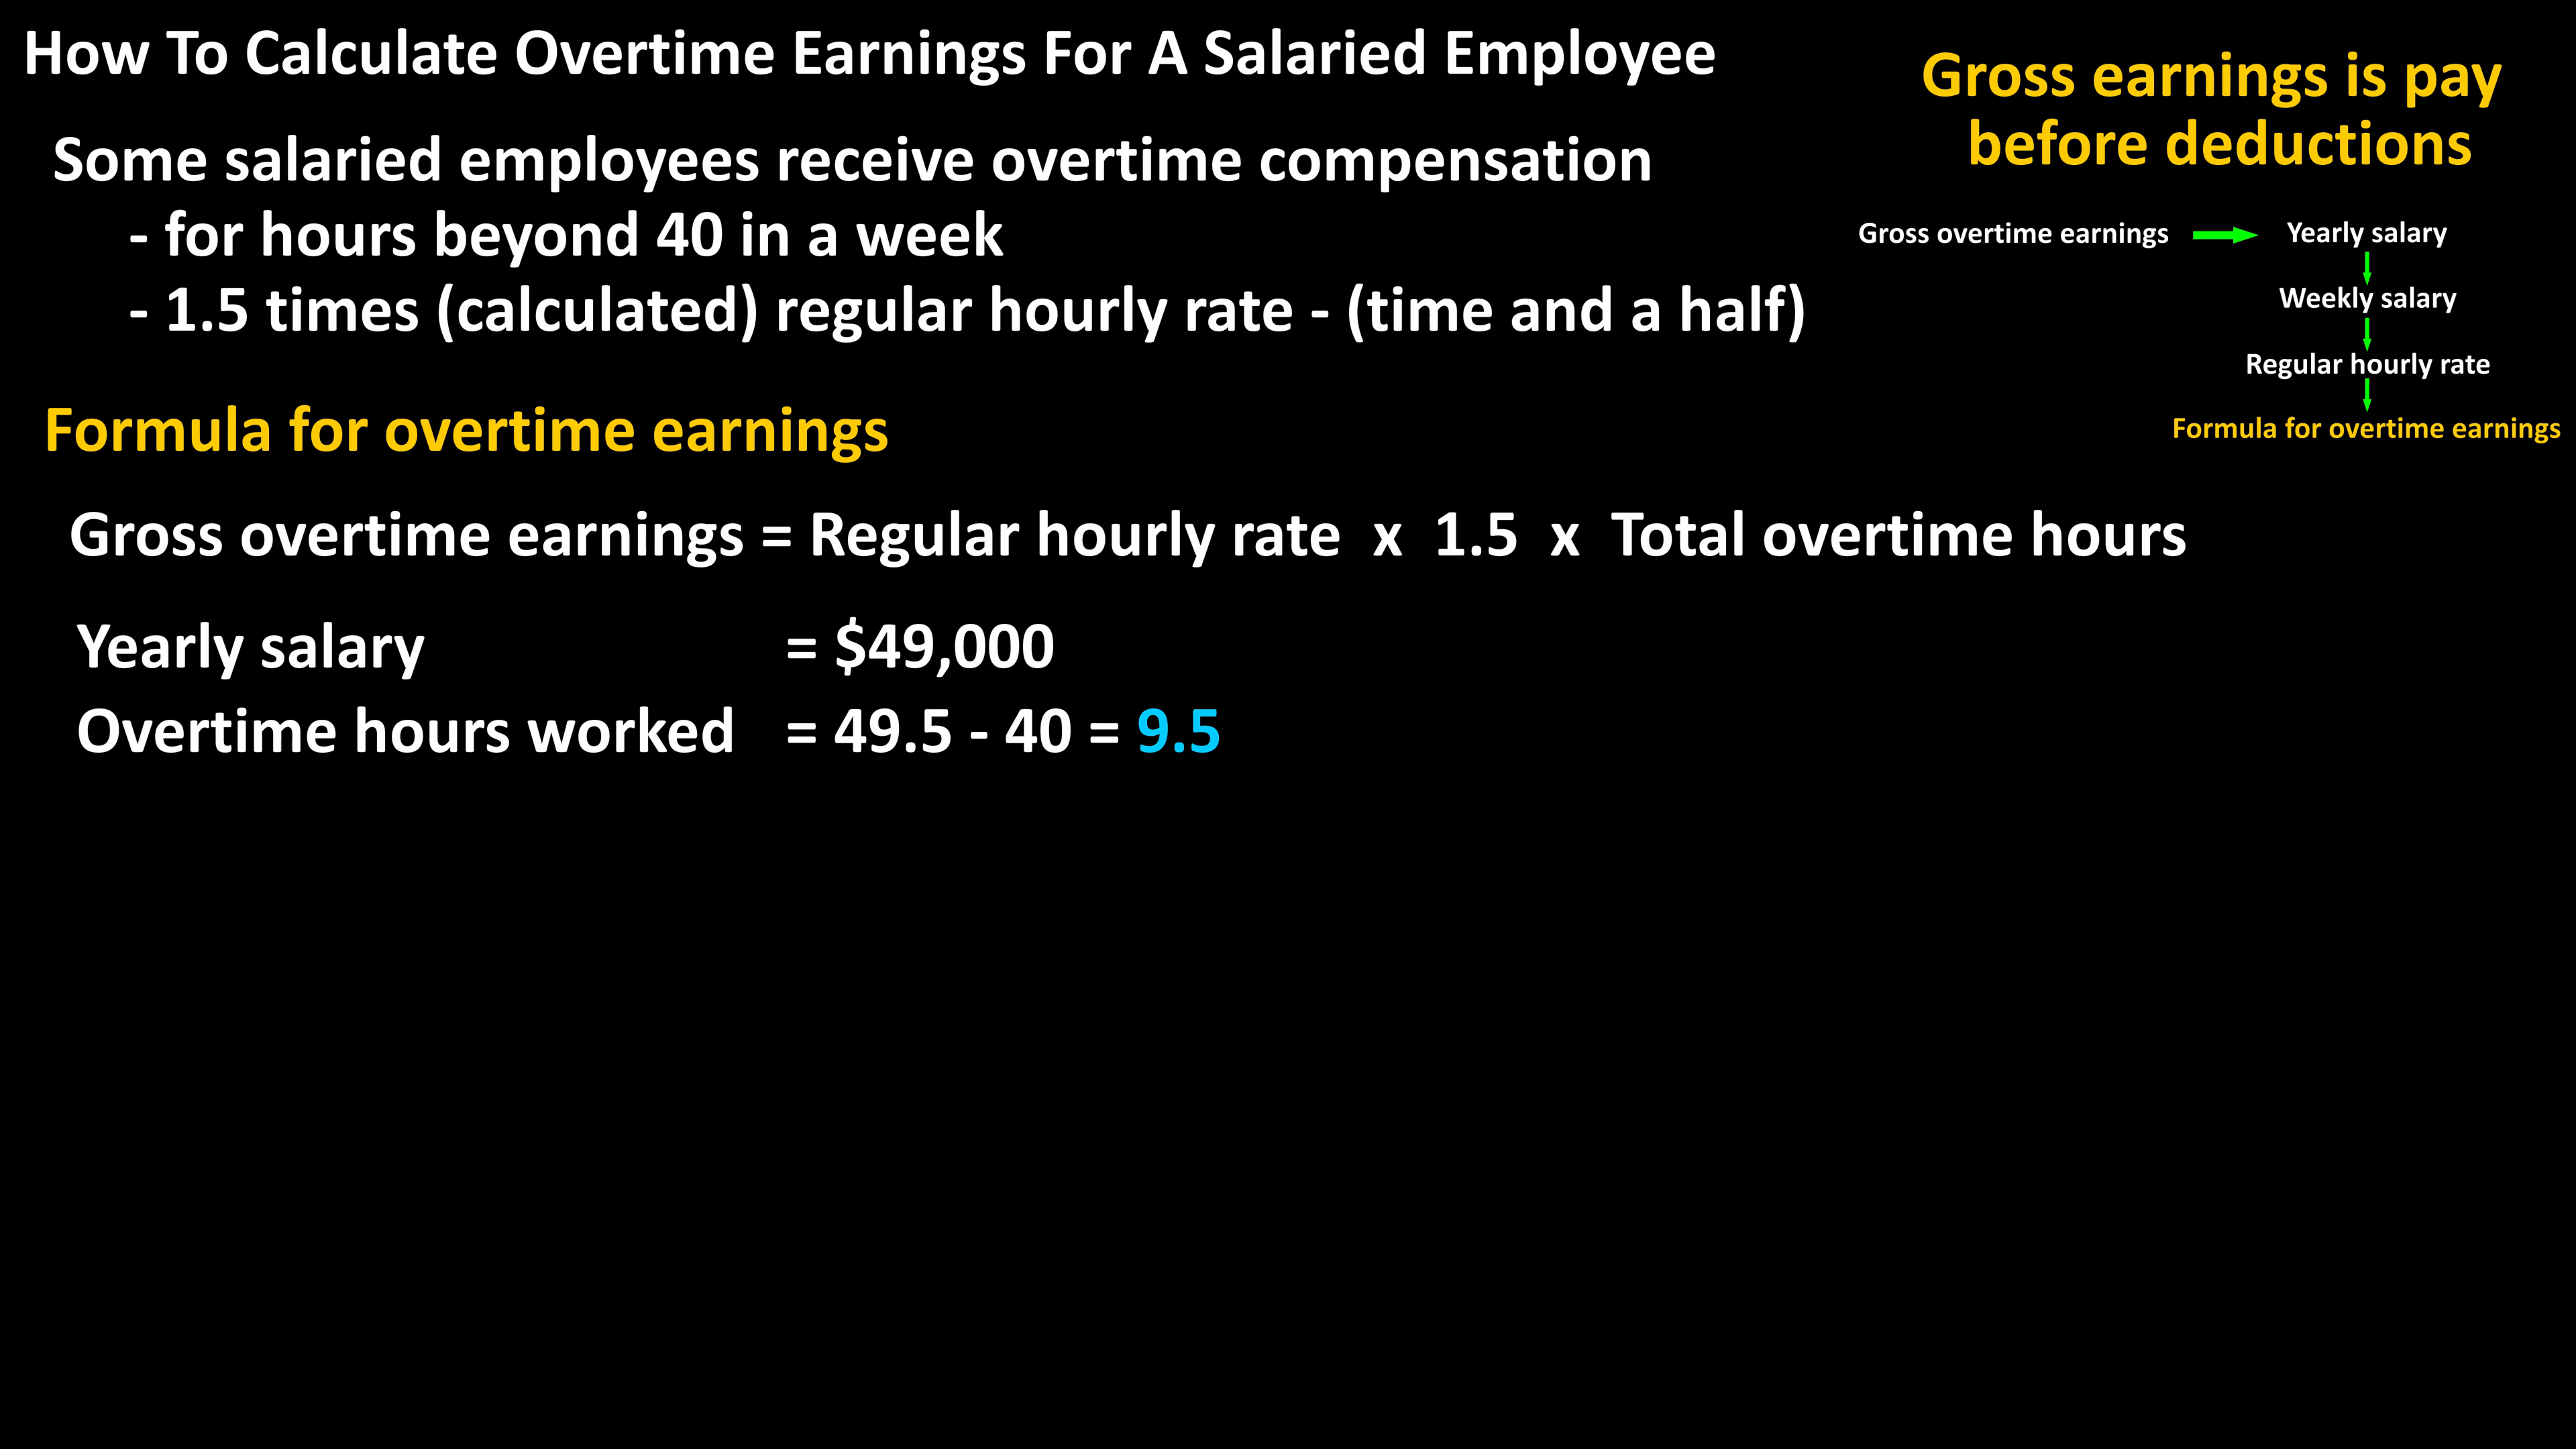 How To Calculate Overtime Earnings For A Salaried Employee
Gross earnings is pay
before deductions
Some salaried employees receive overtime compensation
- for hours beyond 40 in a week
- 1.5 times (calculated) regular hourly rate - (time and a half)
Gross overtime earnings
Yearly salary
Weekly salary
Regular hourly rate
Formula for overtime earnings
Formula for overtime earnings
Gross overtime earnings = Regular hourly rate x 1.5 x Total overtime hours
Yearly salary = $49,000
Overtime hours worked = 49.5 - 40 = 9.5